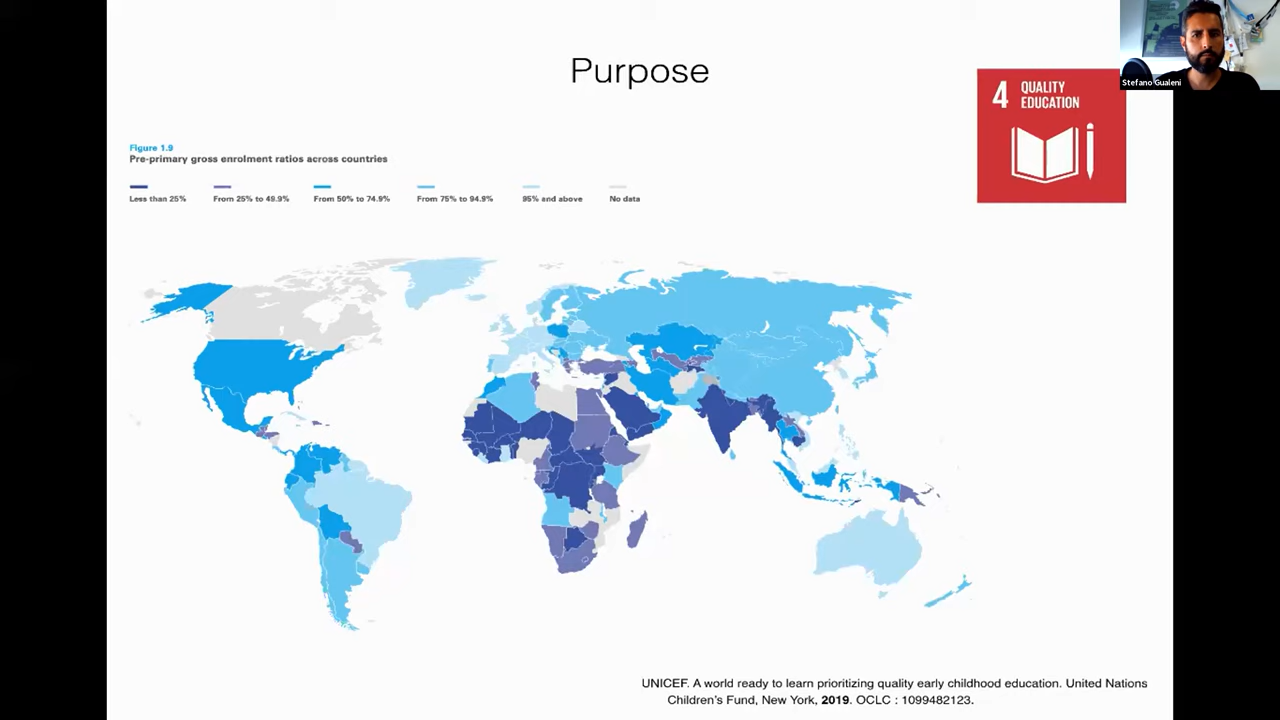 Purpose
Stefano Gualeni
4 QUALITY
EDUCATION
Figure 1.9
Pre-primary gross enrolment ratios across countries
Less than 25% From 25% to 49.9% From 50% to 74.9% From 75% to 94.9% 95% and above No data
UNICEF. A world ready to learn prioritizing quality early childhood education. United Nations
Children's Fund, New York, 2019. OCLC : 1099482123.